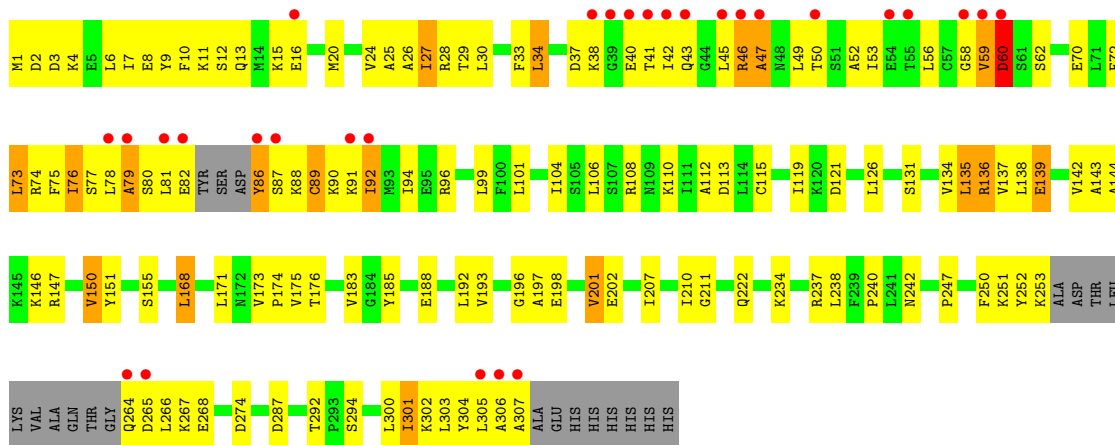 M1 D2 D3 K4 E5 L6 I7 E8 Y9 F10 K11 S12 Q13 M14 K15 E16 M20 V24 A25 A26 I27 R28 T29 L30 F33 L34 D37 K38 G39 E40 T41 I42 Q43 G44 L45 R46 A47 N48 L49 T50 S51 A52 I53 E54 T55 L56 C57 G58 V59 D60 S61 S62 E70 L71
L73 R74 F75 I76 S77 L78 A79 S80 L81 E82 TYR SER ASP Y86 S87 K88 C89 K90 K91 I92 M93 I94 E95 R96 L99 F100 L101 I104 S105 L106 S107 R108 N109 K110 I111 A112 D113 L114 C115 I119 K120 D121 L126 S131 V134 L135 R136 V137 L138 E139 V142 A143 A144
K145 K146 R147 V150 Y151 S155 L168 L171 N172 V173 P174 V175 T176 V183 G184 Y185 E188 L192 V193 G196 A197 E198 V201 E202 I207 I210 G211 Q222 K234 R237 L238 F239 P240 L241 N242 P247 F250 K251 Y252 K253 ALA ASP THR LEU
LYS VAL ALA GLN THR GLY Q264 D265 L266 K267 E268 D274 D287 T292 P293 S294 L300 I301 K302 L303 Y304 L305 A306 A307 ALA GLU HIS HIS HIS HIS HIS HIS